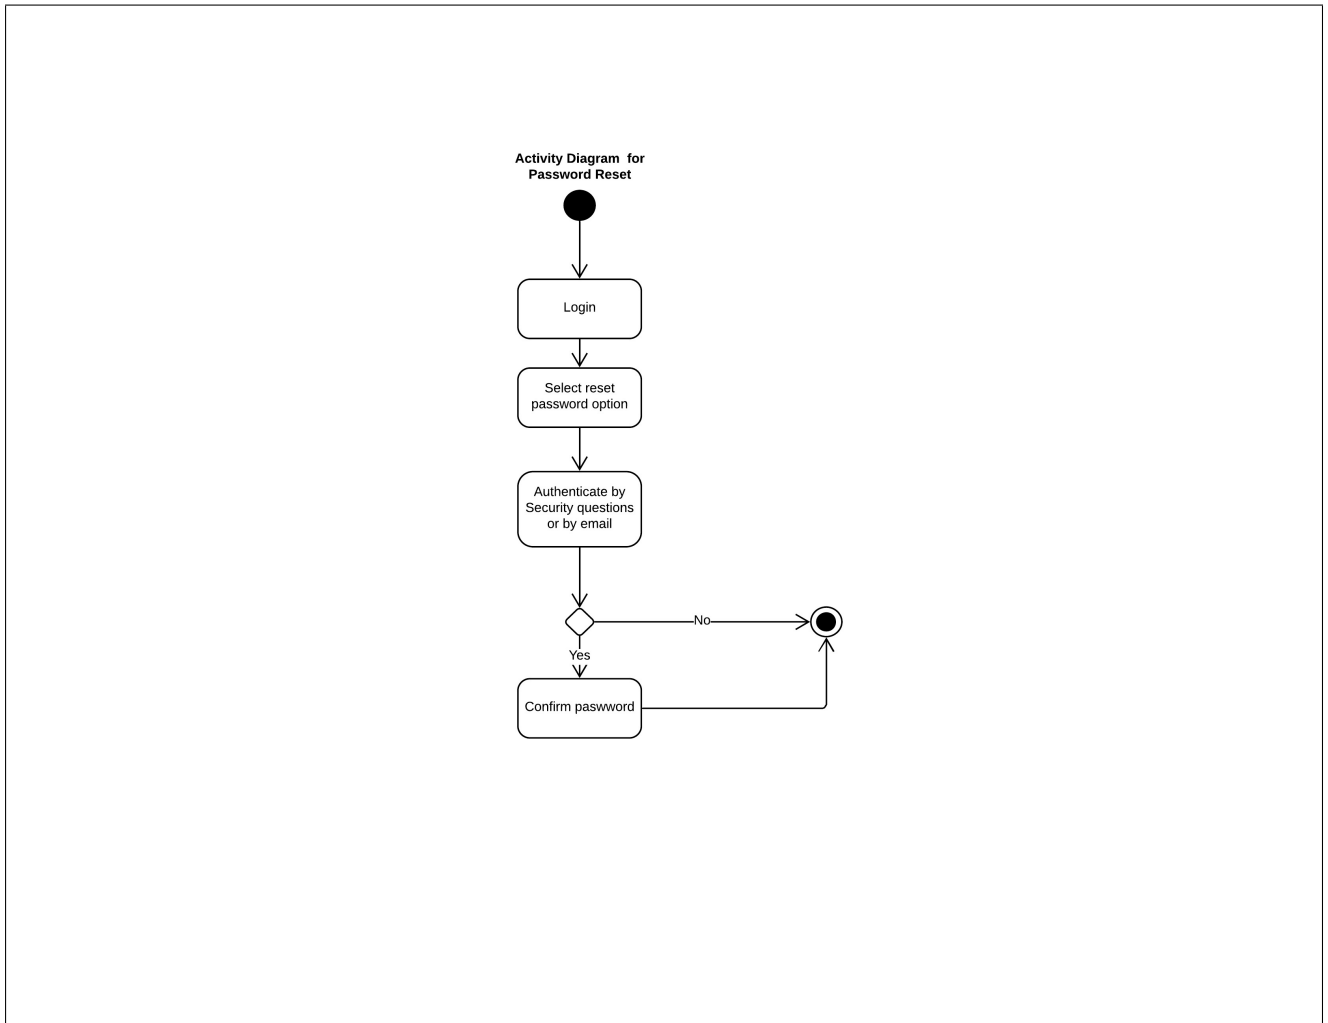 Activity Diagram  for
Password Reset
Login
Select reset
password option
Authenticate by
Security questions
or by email
No
Yes
Confirm paswword